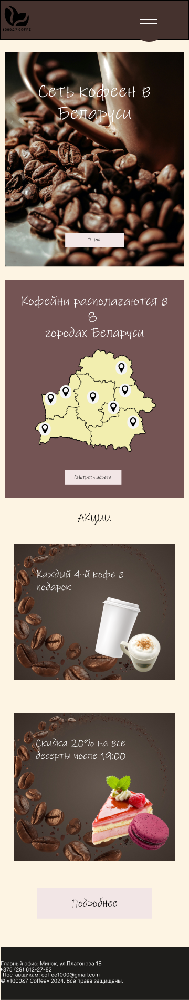 1000&7 COFFE
Сеть кофеен в
Беларуси
О нас
Кофейни располагаются в
8
городах Беларуси
Смотреть адреса
АКЦИИ
Каждый 4-й кофе в
подарок
Скидка 20% на все
десерты после 19:00
Подробнее
Главный офис: Минск, ул.Платонова 1Б
+375 (29) 612-27-82
Поставщикам: coffee1000@gmail.com
© «1000&7 Coffee» 2024. Все права защищены.